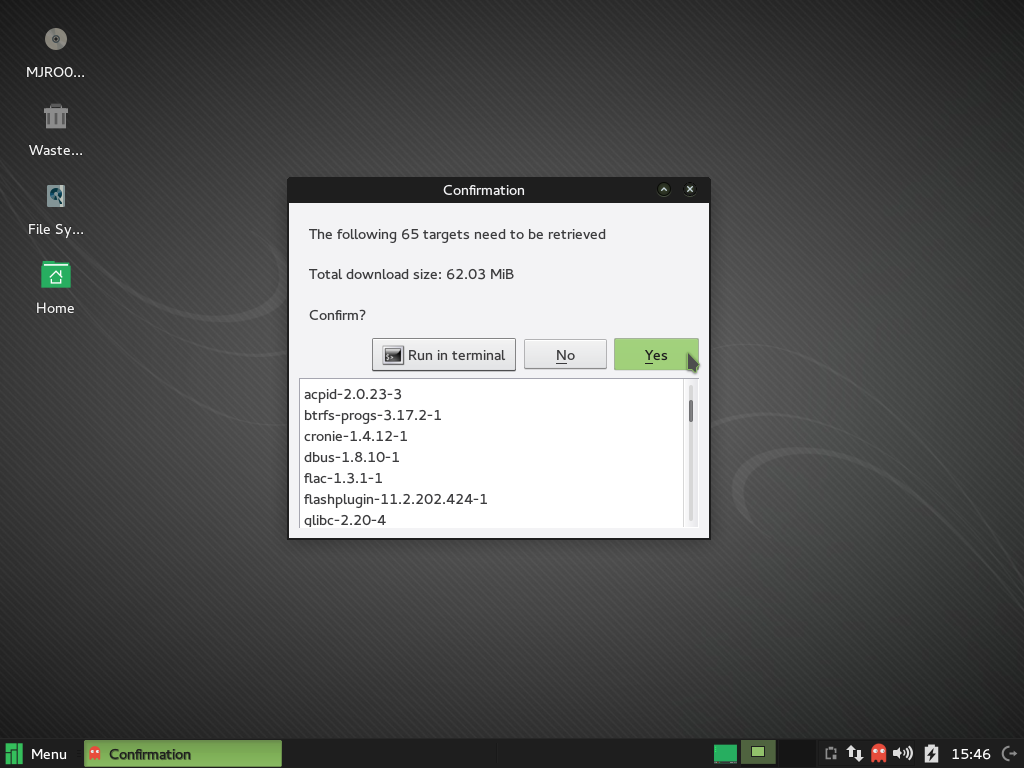 MJRO0...
Waste...
File Sy...
Home
Confirmation
The following 65 targets need to be retrieved
Total download size: 62.03 MiB
Confirm?
Run in terminal
No
Yes
acpid-2.0.23-3
btrfs-progs-3.17.2-1
cronie-1.4.12-1
dbus-1.8.10-1
flac-1.3.1-1
flashplugin-11.2.202.424-1
glibc-2.20-4
Menu
Confirmation
15:46